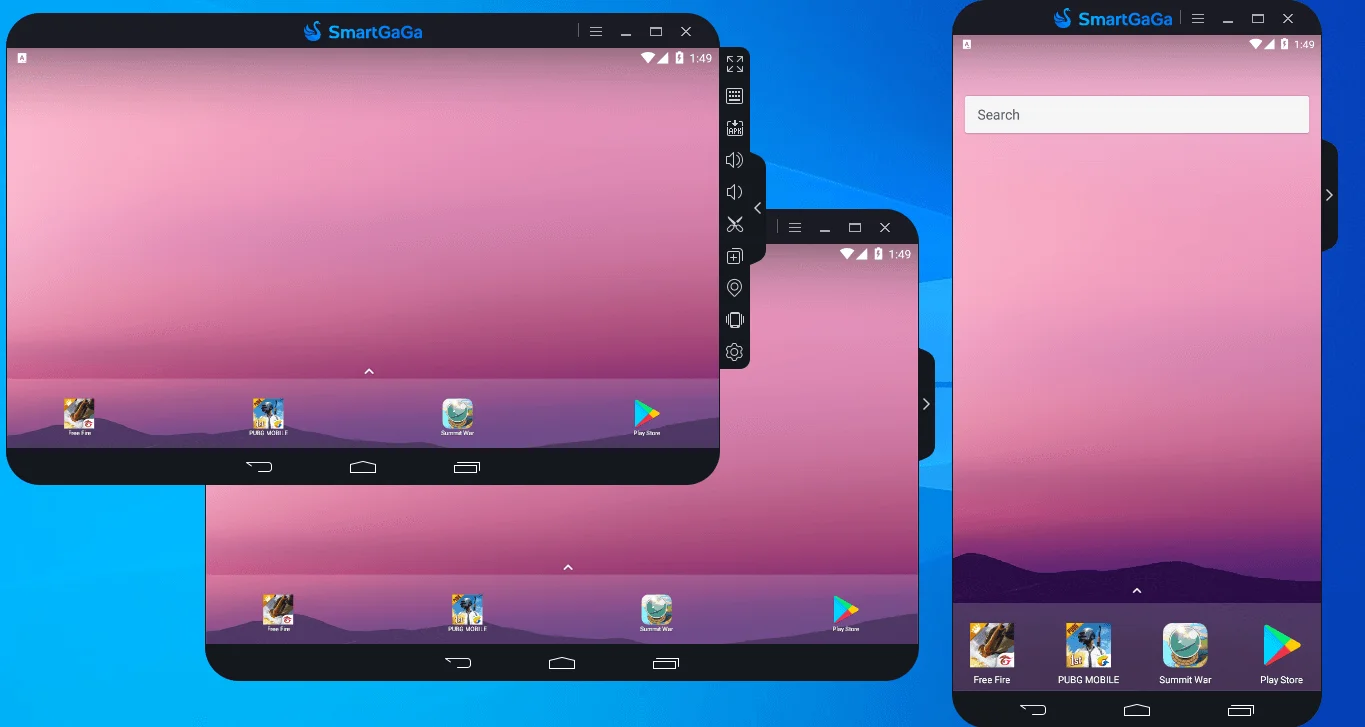 SmartGaGa
A
1:49
APK
Free Fire
PUBG MOBILE
Summit War
Play Store
1:49
Free Fire
PUBG MOBILE
Summit War
Play Store
SmartGaGa
A
1:49
Search
1st
Free Fire
PUBG MOBILE
Summit War
Play Store